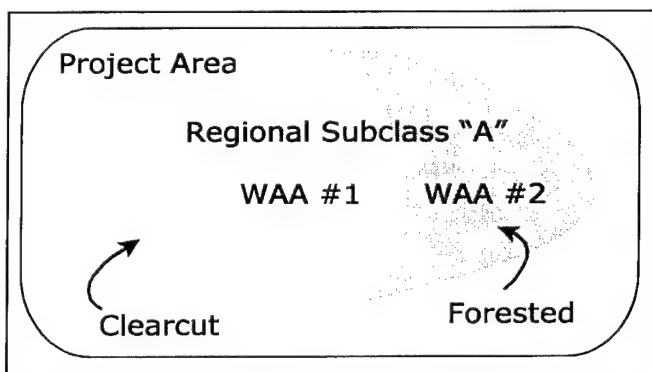 Project Area
Regional Subclass “A”
WAA #1 WAA #2
Clearcut Forested